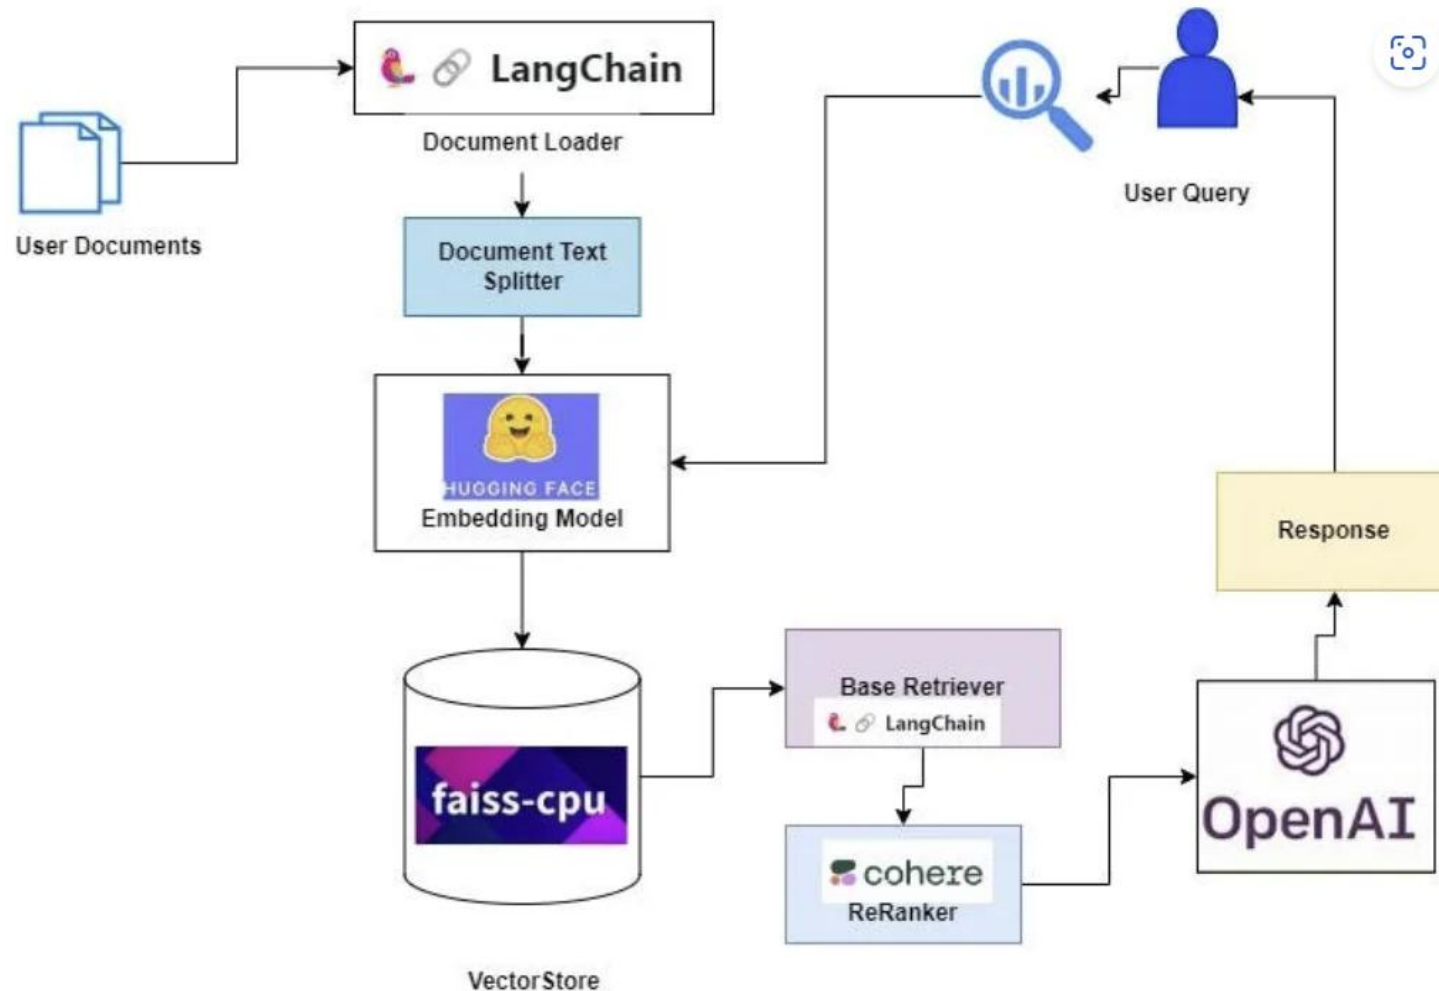 LangChain
Document Loader
User Documents
Document Text
Splitter
HUGGING FACE
Embedding Model
faiss-cpu
VectorStore
User Query
Base Retriever
LangChain
cohere
ReRanker
OpenAI
Response